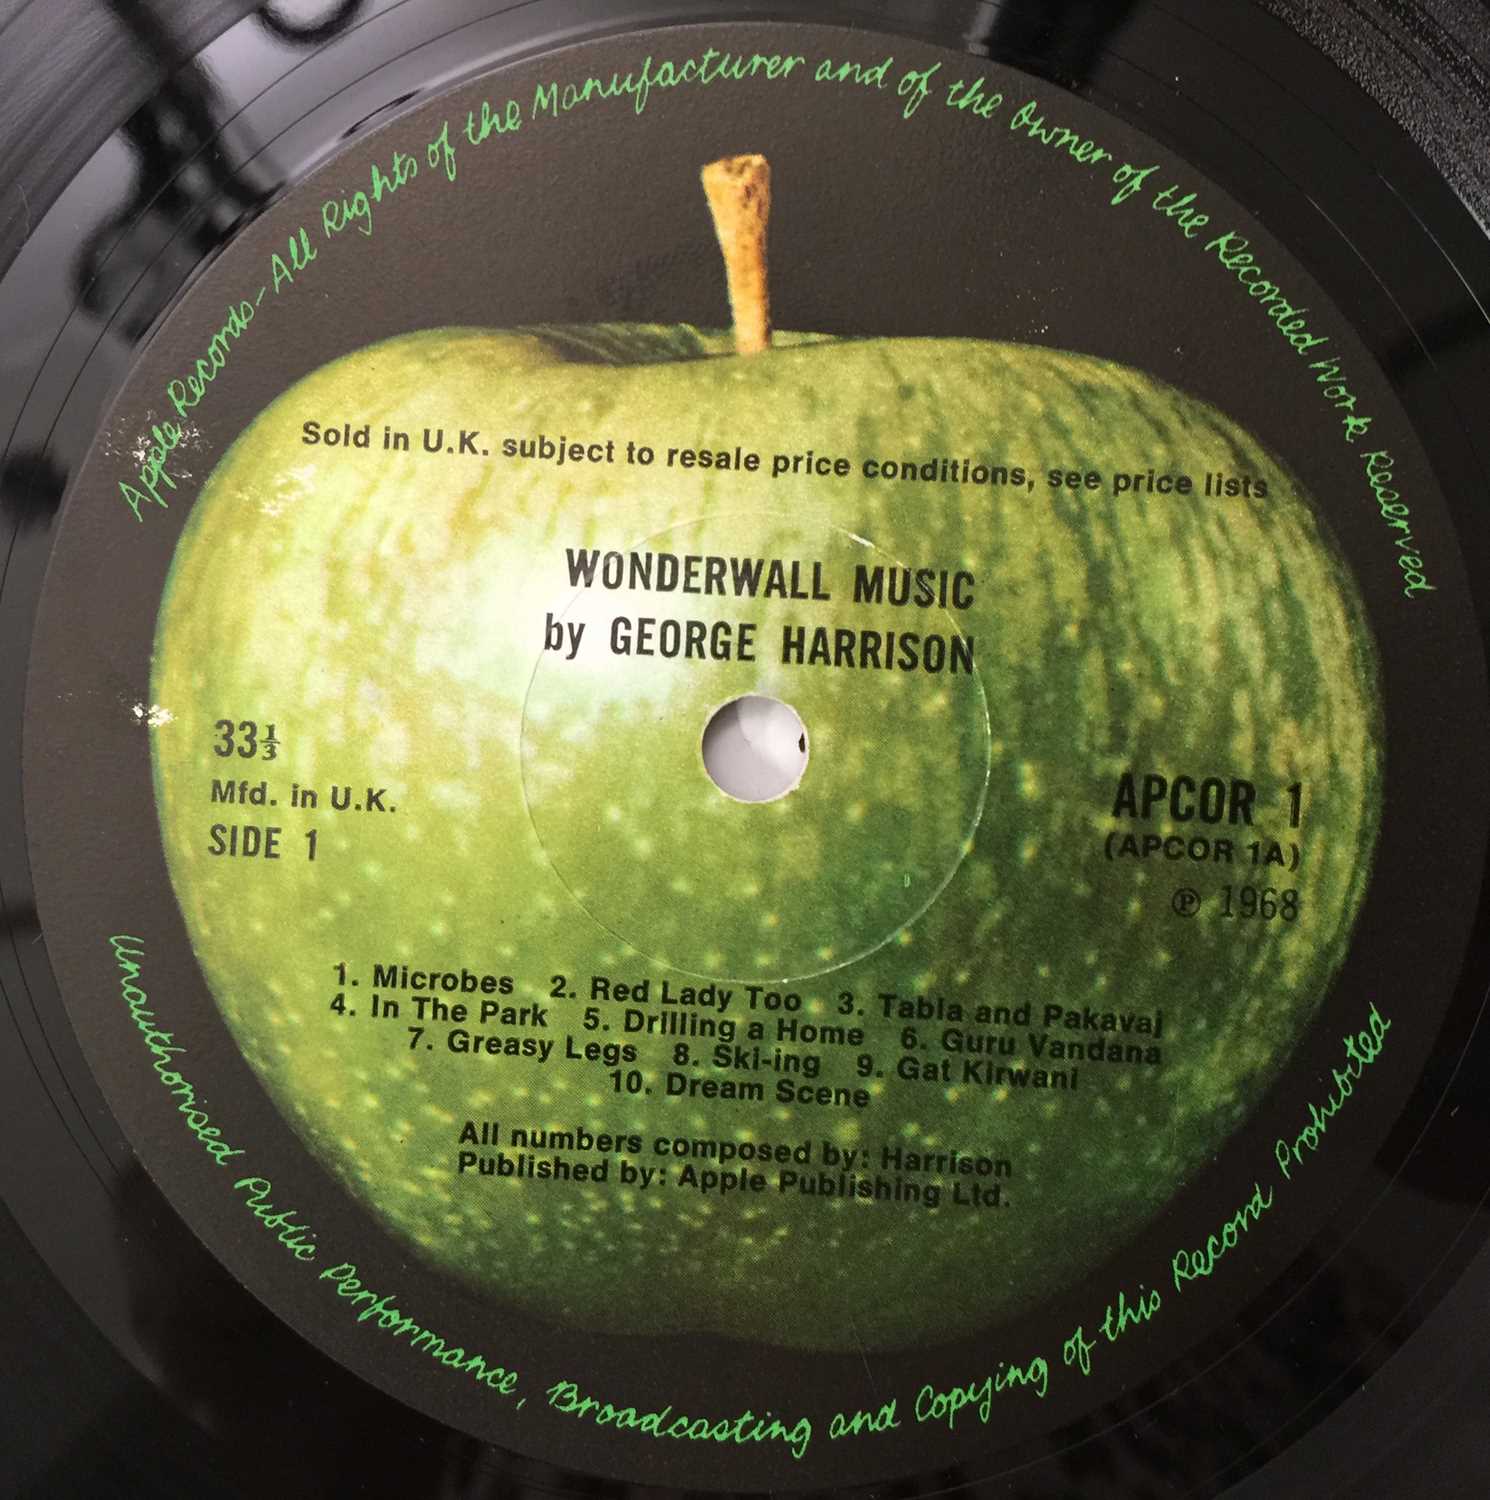 Apple Records - All Rights of the Manufacturer and of the Owner of the Recorded Work Reserved
Sold in U.K. subject to resale price conditions, see price lists
WONDERWALL MUSIC
by GEORGE HARRISON
33⅓
Mfd. in U.K.
SIDE 1
APCOR 1
(APCOR 1A)
℗ 1968
1. Microbes 2. Red Lady Too 3. Tabla and Pakavaj
4. In The Park 5. Drilling a Home 6. Guru Vandana
7. Greasy Legs 8. Ski-ing 9. Gat Kirwani
10. Dream Scene
All numbers composed by: Harrison
Published by: Apple Publishing Ltd.
Unauthorised Public Performance, Broadcasting and Copying of this Record Prohibited